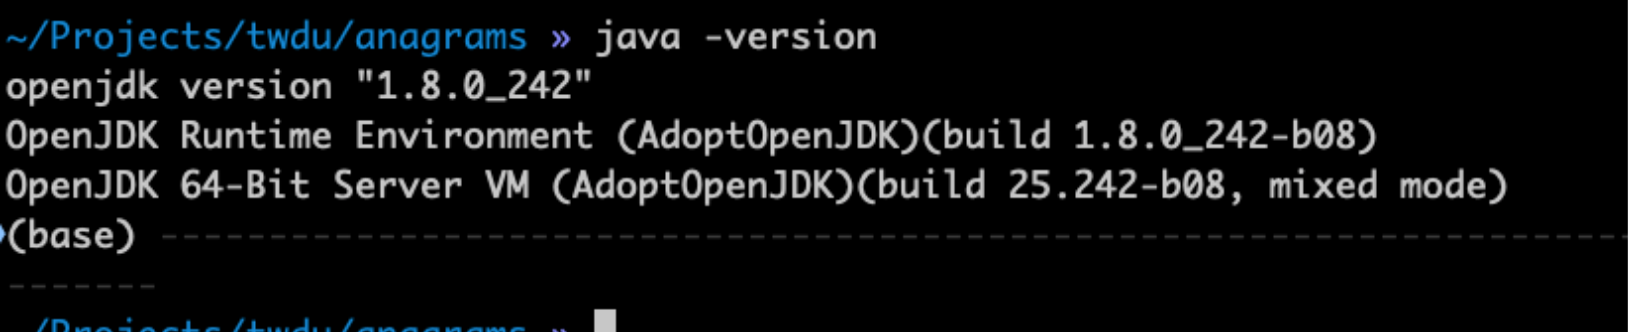 ~/Projects/twdu/anagrams » java -version
openjdk version "1.8.0_242"
OpenJDK Runtime Environment (AdoptOpenJDK)(build 1.8.0_242-b08)
OpenJDK 64-Bit Server VM (AdoptOpenJDK)(build 25.242-b08, mixed mode)
(base) --------------------------------------------------------------------
-------
~/Projects/twdu/anagrams »